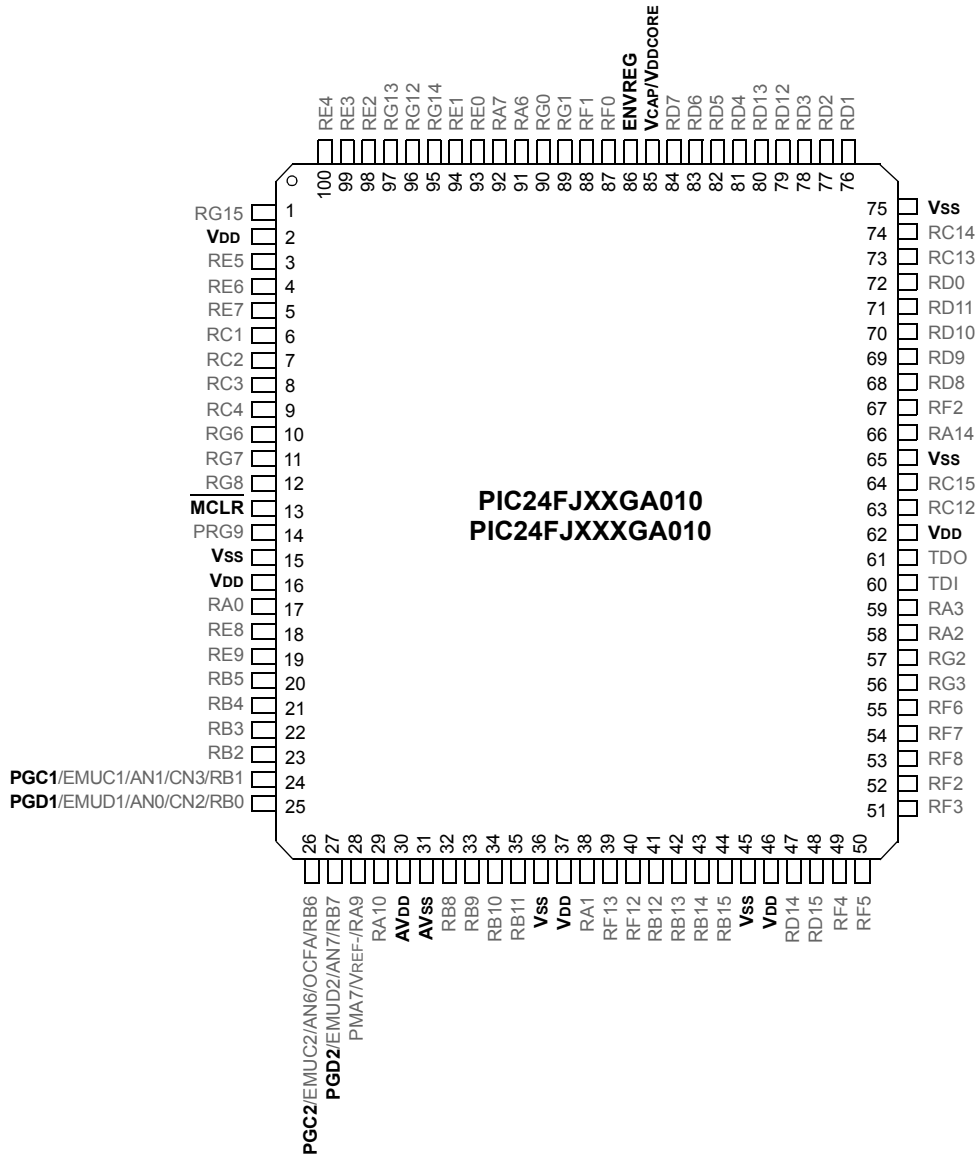 RE4
RE3
RE2
RG13
RG12
RG14
RE1
RE0
RA7
RA6
RG0
RG1
RF1
RF0
ENVREG
VCAP/VDDCORE
RD7
RD6
RD5
RD4
RD13
RD12
RD3
RD2
RD1
100
99
98
97
96
95
94
93
92
91
90
89
88
87
86
85
84
83
82
81
80
79
78
77
76
RG15 1
VDD 2
RE5 3
RE6 4
RE7 5
RC1 6
RC2 7
RC3 8
RC4 9
RG6 10
RG7 11
RG8 12
MCLR 13
PRG9 14
VSS 15
VDD 16
RA0 17
RE8 18
RE9 19
RB5 20
RB4 21
RB3 22
RB2 23
PGC1/EMUC1/AN1/CN3/RB1 24
PGD1/EMUD1/AN0/CN2/RB0 25
PIC24FJXXGA010
PIC24FJXXXGA010
75 VSS
74 RC14
73 RC13
72 RD0
71 RD11
70 RD10
69 RD9
68 RD8
67 RF2
66 RA14
65 VSS
64 RC15
63 RC12
62 VDD
61 TDO
60 TDI
59 RA3
58 RA2
57 RG2
56 RG3
55 RF6
54 RF7
53 RF8
52 RF2
51 RF3
26
27
28
29
30
31
32
33
34
35
36
37
38
39
40
41
42
43
44
45
46
47
48
49
50
PGC2/EMUC2/AN6/OCFA/RB6
PGD2/EMUD2/AN7/RB7
PMA7/VREF-/RA9
RA10
AVDD
AVSS
RB8
RB9
RB10
RB11
VSS
VDD
RA1
RF13
RF12
RB12
RB13
RB14
RB15
VSS
VDD
RD14
RD15
RF4
RF5